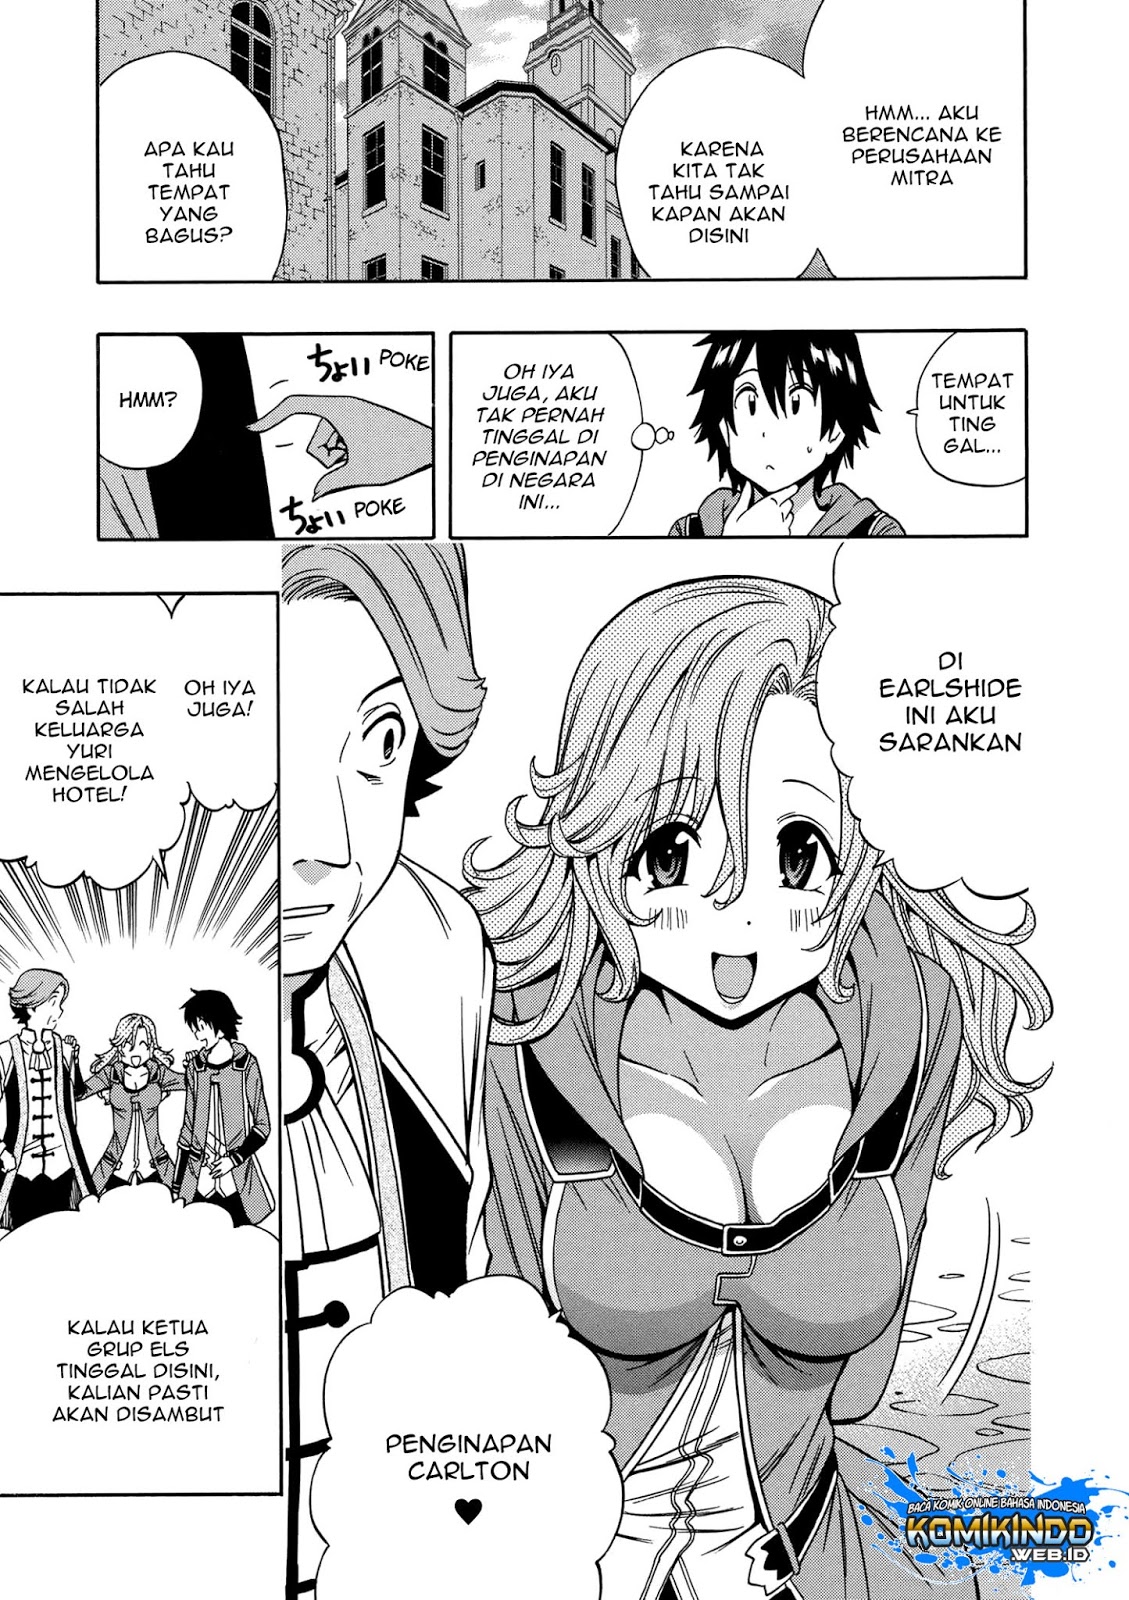 HMM... AKU
BERENCANA KE
PERUSAHAAN
MITRA
KARENA
KITA TAK
TAHU SAMPAI
KAPAN AKAN
DISINI
APA KAU
TAHU
TEMPAT
YANG
BAGUS?
TEMPAT
UNTUK
TING
GAL...
OH IYA
JUGA, AKU
TAK PERNAH
TINGGAL DI
PENGINAPAN
DI NEGARA
INI...
ちょい POKE
HMM?
ちょい POKE
DI
EARLSHIDE
INI AKU
SARANKAN
PENGINAPAN
CARLTON
♥
OH IYA
JUGA!
KALAU TIDAK
SALAH
KELUARGA
YURI
MENGELOLA
HOTEL!
KALAU KETUA
GRUP ELS
TINGGAL DISINI,
KALIAN PASTI
AKAN DISAMBUT
BACA KOMIK ONLINE BAHASA INDONESIA
KOMIKINDO
WEB.ID